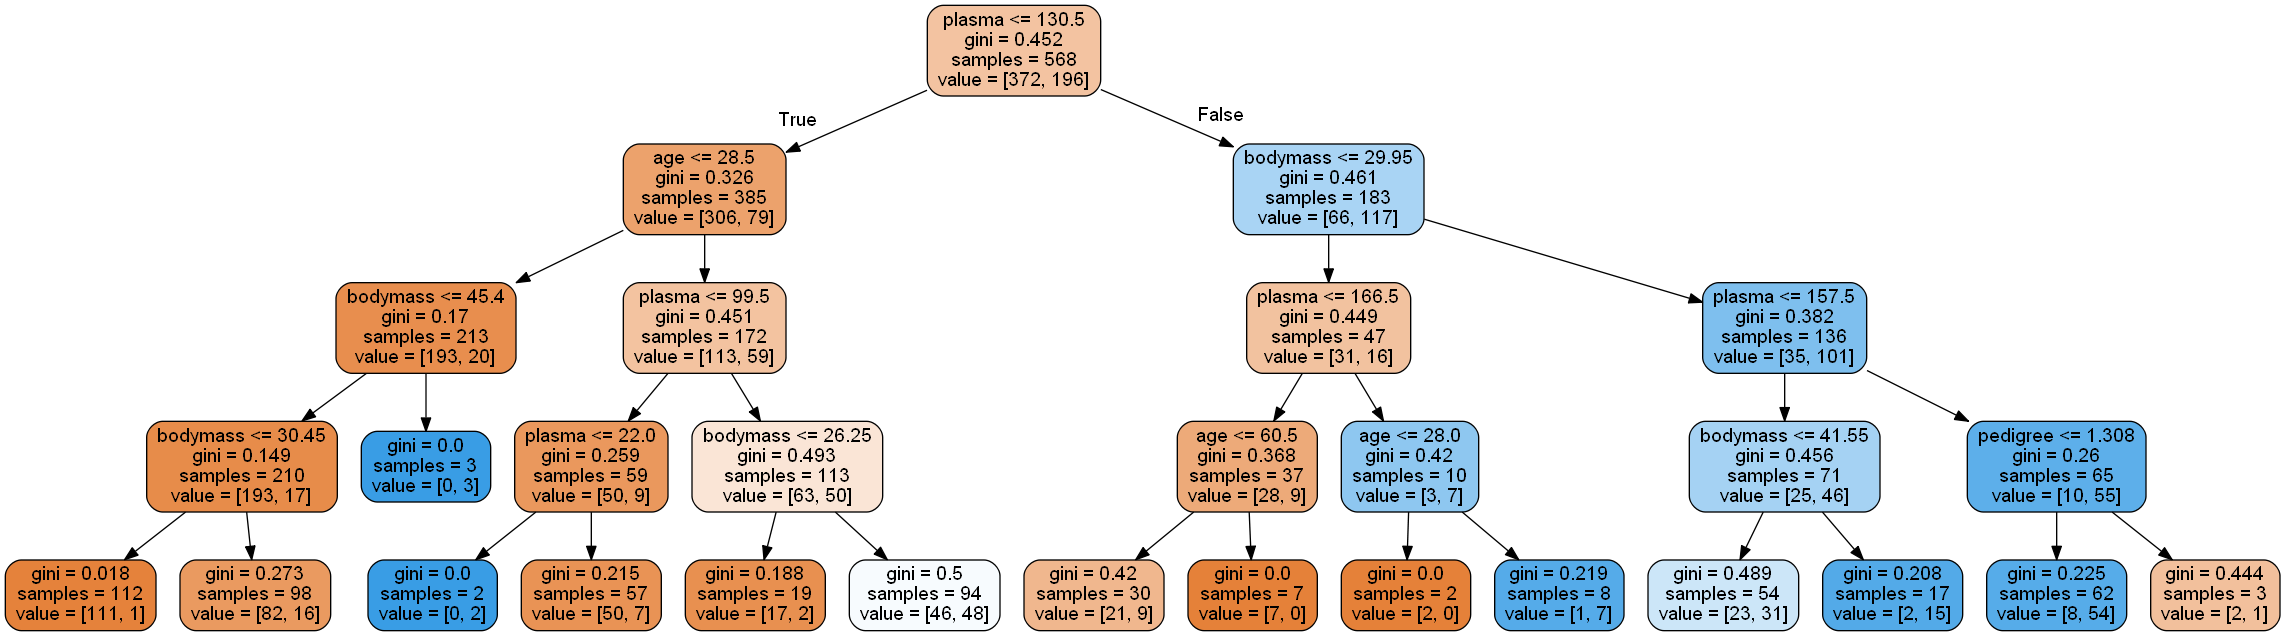 plasma <= 130.5
gini = 0.452
samples = 568
value = [372, 196]
True
False
age <= 28.5
gini = 0.326
samples = 385
value = [306, 79]
bodymass <= 29.95
gini = 0.461
samples = 183
value = [66, 117]
bodymass <= 45.4
gini = 0.17
samples = 213
value = [193, 20]
plasma <= 99.5
gini = 0.451
samples = 172
value = [113, 59]
plasma <= 166.5
gini = 0.449
samples = 47
value = [31, 16]
plasma <= 157.5
gini = 0.382
samples = 136
value = [35, 101]
bodymass <= 30.45
gini = 0.149
samples = 210
value = [193, 17]
gini = 0.0
samples = 3
value = [0, 3]
plasma <= 22.0
gini = 0.259
samples = 59
value = [50, 9]
bodymass <= 26.25
gini = 0.493
samples = 113
value = [63, 50]
age <= 60.5
gini = 0.368
samples = 37
value = [28, 9]
age <= 28.0
gini = 0.42
samples = 10
value = [3, 7]
bodymass <= 41.55
gini = 0.456
samples = 71
value = [25, 46]
pedigree <= 1.308
gini = 0.26
samples = 65
value = [10, 55]
gini = 0.018
samples = 112
value = [111, 1]
gini = 0.273
samples = 98
value = [82, 16]
gini = 0.0
samples = 2
value = [0, 2]
gini = 0.215
samples = 57
value = [50, 7]
gini = 0.188
samples = 19
value = [17, 2]
gini = 0.5
samples = 94
value = [46, 48]
gini = 0.42
samples = 30
value = [21, 9]
gini = 0.0
samples = 7
value = [7, 0]
gini = 0.0
samples = 2
value = [2, 0]
gini = 0.219
samples = 8
value = [1, 7]
gini = 0.489
samples = 54
value = [23, 31]
gini = 0.208
samples = 17
value = [2, 15]
gini = 0.225
samples = 62
value = [8, 54]
gini = 0.444
samples = 3
value = [2, 1]